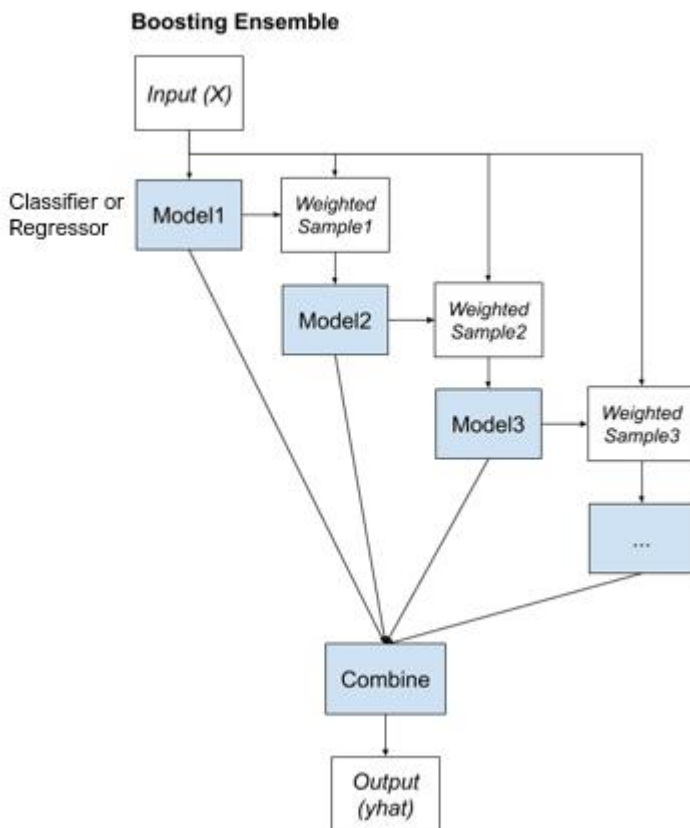 Boosting Ensemble
Input (X)
Classifier or
Regressor
Model1
Weighted
Sample1
Model2
Weighted
Sample2
Model3
Weighted
Sample3
...
Combine
Output
(yhat)